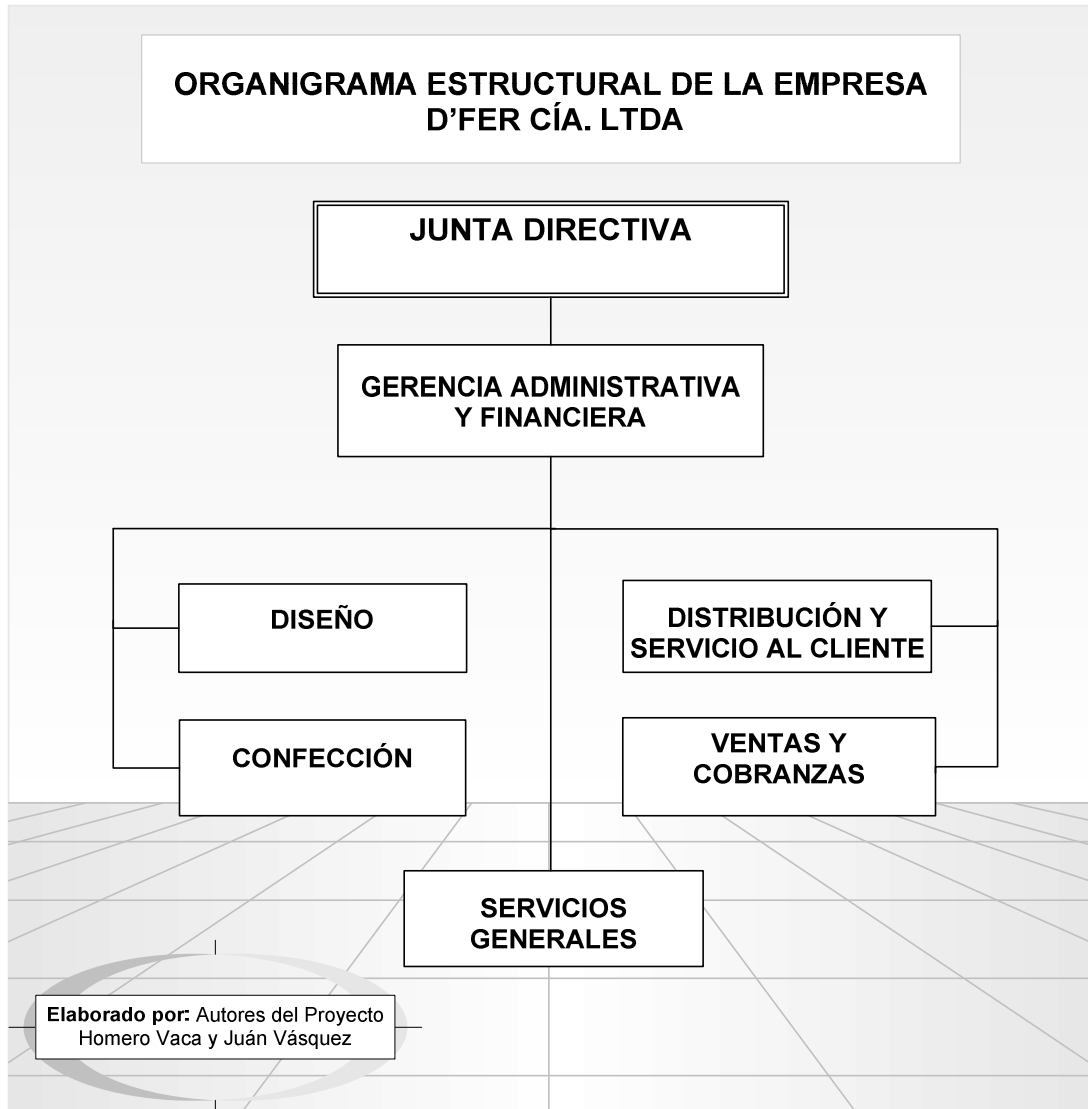 ORGANIGRAMA ESTRUCTURAL DE LA EMPRESA
D’FER CÍA. LTDA
JUNTA DIRECTIVA
GERENCIA ADMINISTRATIVA
Y FINANCIERA
DISEÑO
DISTRIBUCIÓN Y
SERVICIO AL CLIENTE
CONFECCIÓN
VENTAS Y
COBRANZAS
SERVICIOS
GENERALES
Elaborado por: Autores del Proyecto
Homero Vaca y Juán Vásquez